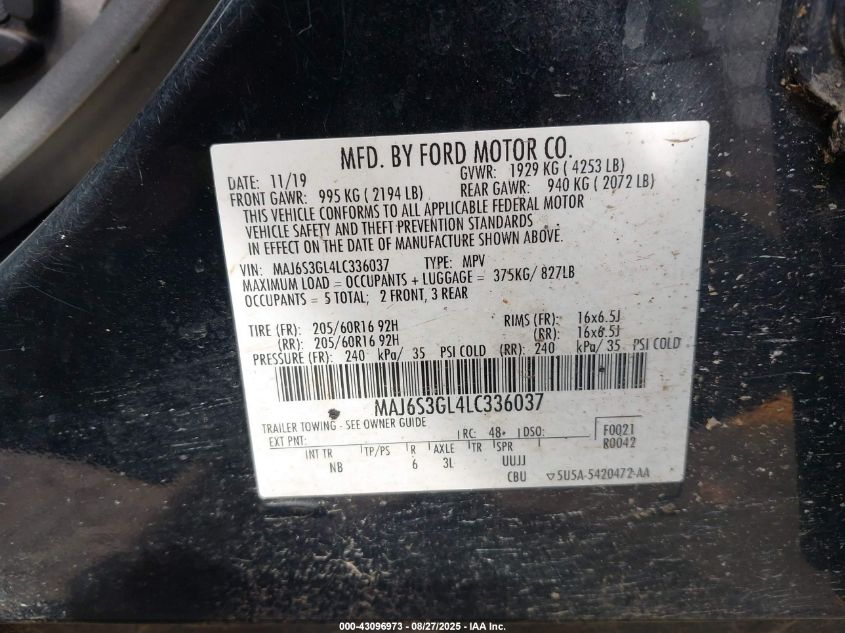 MFD. BY FORD MOTOR CO.
DATE: 11/19 GVWR: 1929 KG ( 4253 LB)
FRONT GAWR: 995 KG ( 2194 LB) REAR GAWR: 940 KG ( 2072 LB)
THIS VEHICLE CONFORMS TO ALL APPLICABLE FEDERAL MOTOR
VEHICLE SAFETY AND THEFT PREVENTION STANDARDS
IN EFFECT ON THE DATE OF MANUFACTURE SHOWN ABOVE.
VIN: MAJ6S3GL4LC336037 TYPE: MPV
MAXIMUM LOAD = OCCUPANTS + LUGGAGE = 375KG/ 827LB
OCCUPANTS = 5 TOTAL; 2 FRONT, 3 REAR
TIRE (FR): 205/60R16 92H RIMS (FR): 16x6.5J
(RR): 205/60R16 92H (RR): 16x6.5J
PRESSURE (FR): 240 kPa/ 35 PSI COLD (RR): 240 kPa/ 35 PSI COLD
MAJ6S3GL4LC336037
TRAILER TOWING - SEE OWNER GUIDE
EXT PNT: RC: 48 DSO: F0021
R0042
INT TR TP/PS R AXLE TR SPR
NB 6 3L UUJJ
CBU 5U5A-5420472-AA
000-43096973 - 08/27/2025 - IAA Inc.